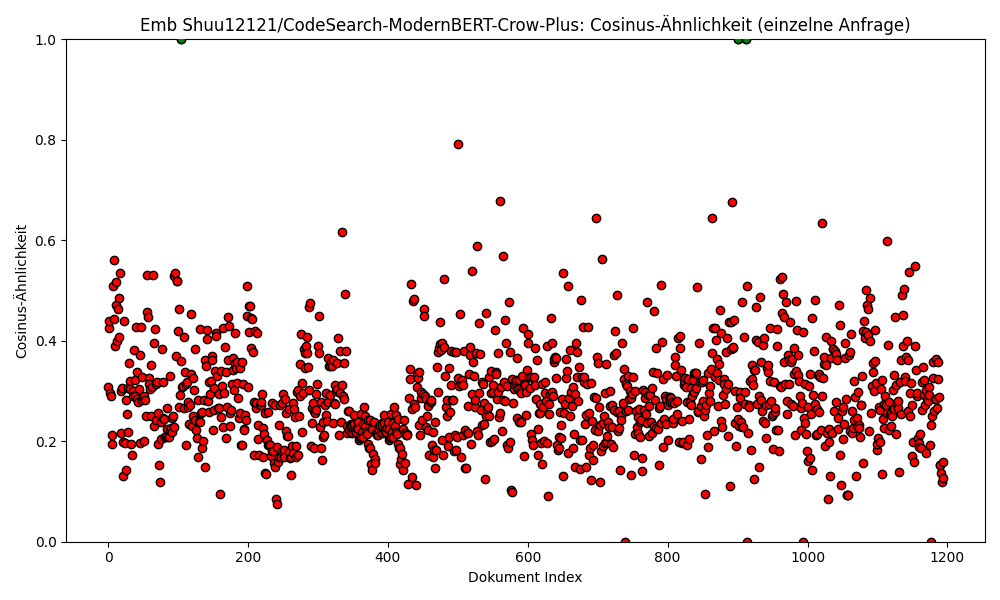 Emb Shuu12121/CodeSearch-ModernBERT-Crow-Plus: Cosinus-Ähnlichkeit (einzelne Anfrage)
1.0
0.8
0.6
0.4
0.2
0.0
Cosinus-Ähnlichkeit
0 200 400 600 800 1000 1200
Dokument Index